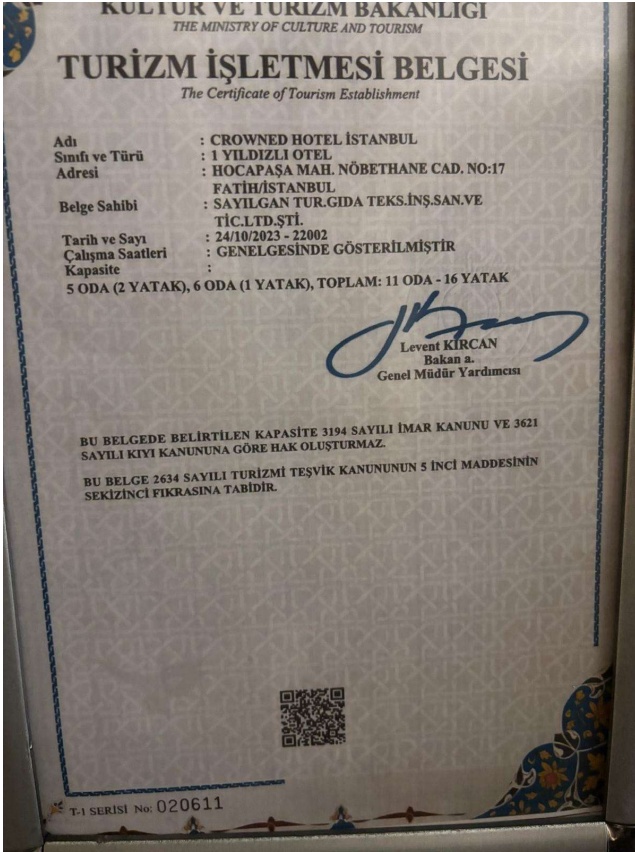 KÜLTÜR VE TURİZM BAKANLIĞI
THE MINISTRY OF CULTURE AND TOURISM
TURİZM İŞLETMESİ BELGESİ
The Certificate of Tourism Establishment
Adı : CROWNED HOTEL İSTANBUL
Sınıfı ve Türü : 1 YILDIZLI OTEL
Adresi : HOCAPAŞA MAH. NÖBETHANE CAD. NO:17
FATİH/İSTANBUL
Belge Sahibi : SAYILGAN TUR.GIDA TEKS.İNŞ.SAN.VE
TİC.LTD.ŞTİ.
Tarih ve Sayı : 24/10/2023 - 22002
Çalışma Saatleri : GENELGESİNDE GÖSTERİLMİŞTİR
Kapasite :
5 ODA (2 YATAK), 6 ODA (1 YATAK), TOPLAM: 11 ODA - 16 YATAK
Levent KIRCAN
Bakan a.
Genel Müdür Yardımcısı
BU BELGEDE BELİRTİLEN KAPASİTE 3194 SAYILI İMAR KANUNU VE 3621
SAYILI KIYI KANUNUNA GÖRE HAK OLUŞTURMAZ.
BU BELGE 2634 SAYILI TURİZMİ TEŞVİK KANUNUNUN 5 İNCİ MADDESİNİN
SEKİZİNCİ FIKRASINA TABİDİR.
T-1 SERİSİ No: 020611